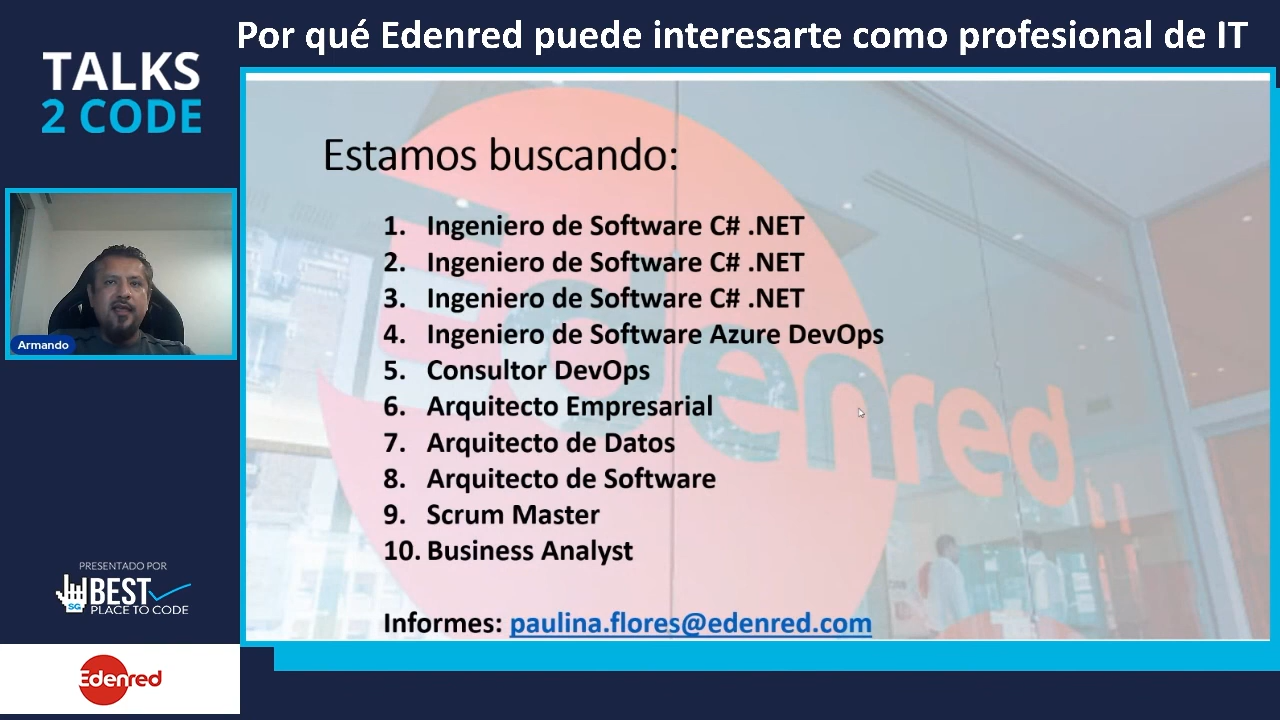 Por qué Edenred puede interesarte como profesional de IT
TALKS
2 CODE
Armando
PRESENTADO POR
SG
BEST
PLACE TO CODE
Edenred
Estamos buscando:
1. Ingeniero de Software C# .NET
2. Ingeniero de Software C# .NET
3. Ingeniero de Software C# .NET
4. Ingeniero de Software Azure DevOps
5. Consultor DevOps
6. Arquitecto Empresarial
7. Arquitecto de Datos
8. Arquitecto de Software
9. Scrum Master
10. Business Analyst
Informes: paulina.flores@edenred.com
Edenred